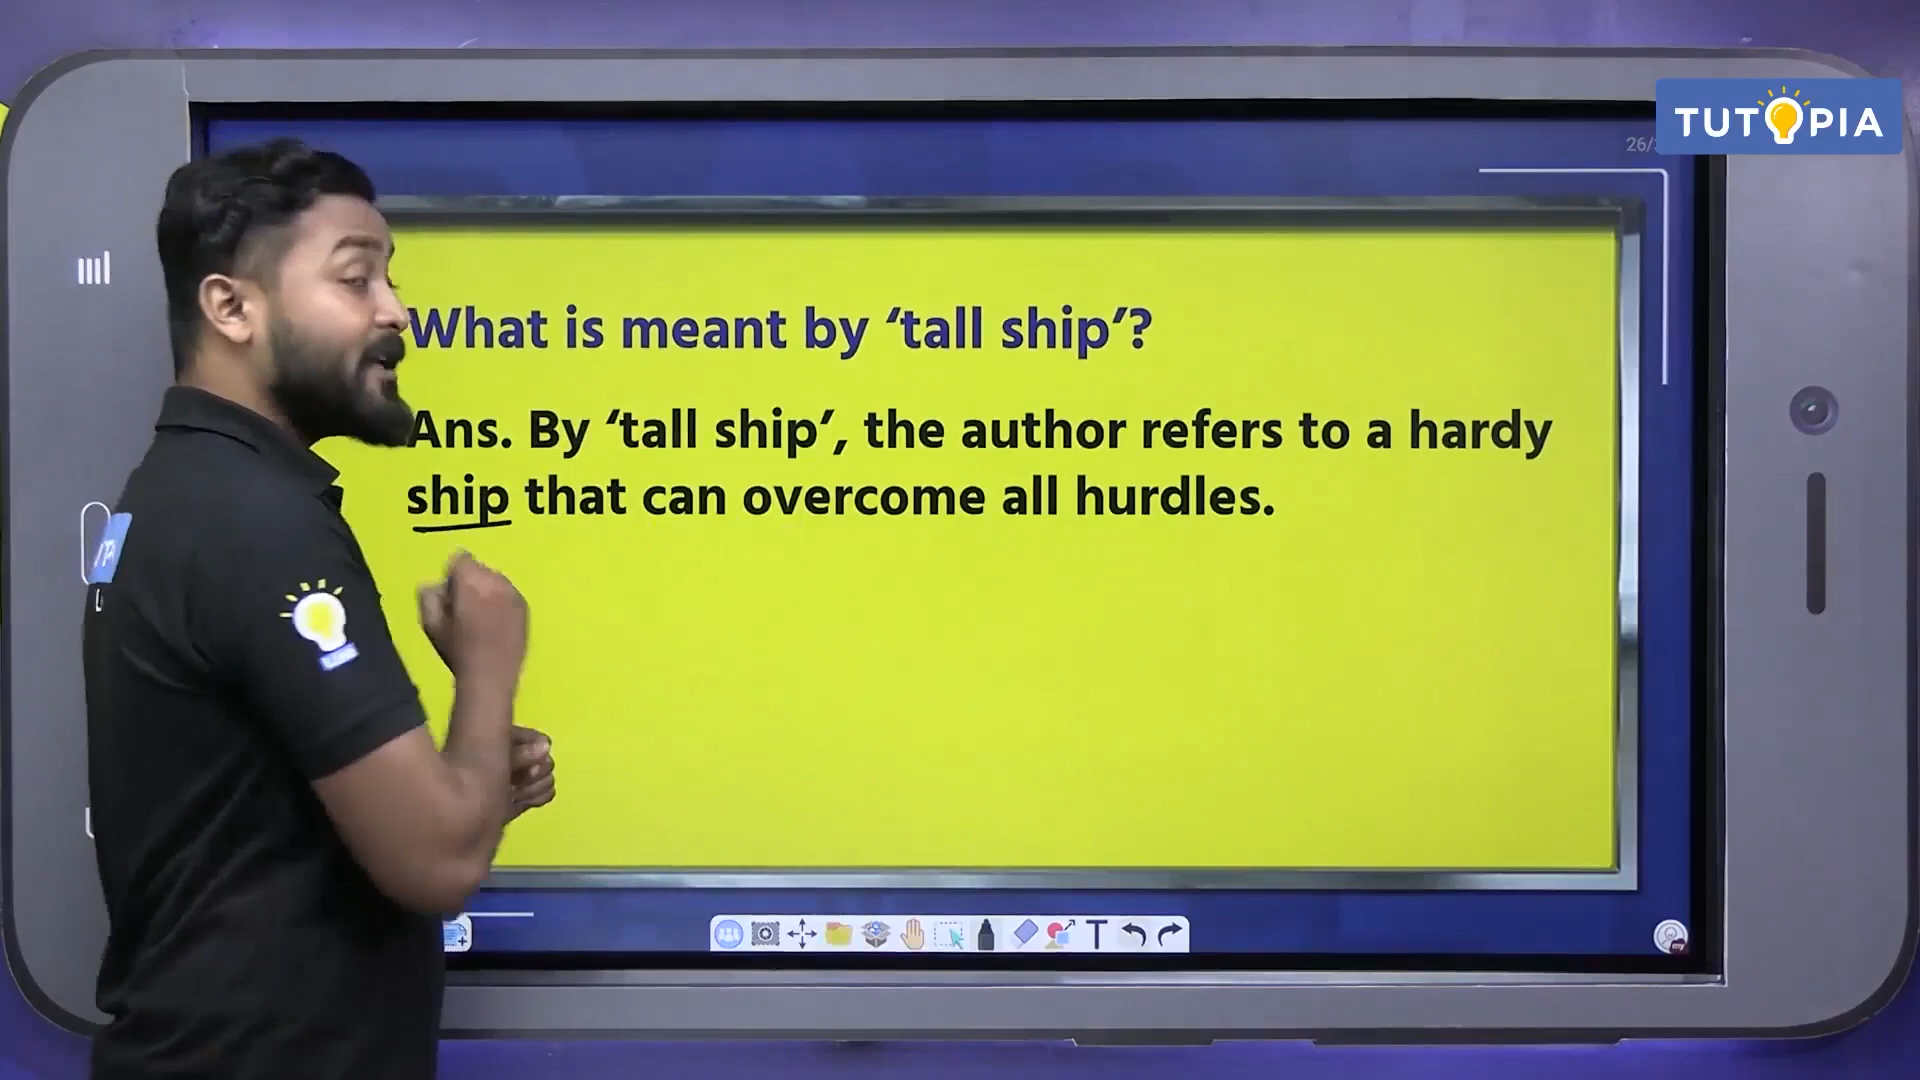 TUTOPIA
26/
What is meant by ‘tall ship’?
Ans. By ‘tall ship’, the author refers to a hardy
ship that can overcome all hurdles.